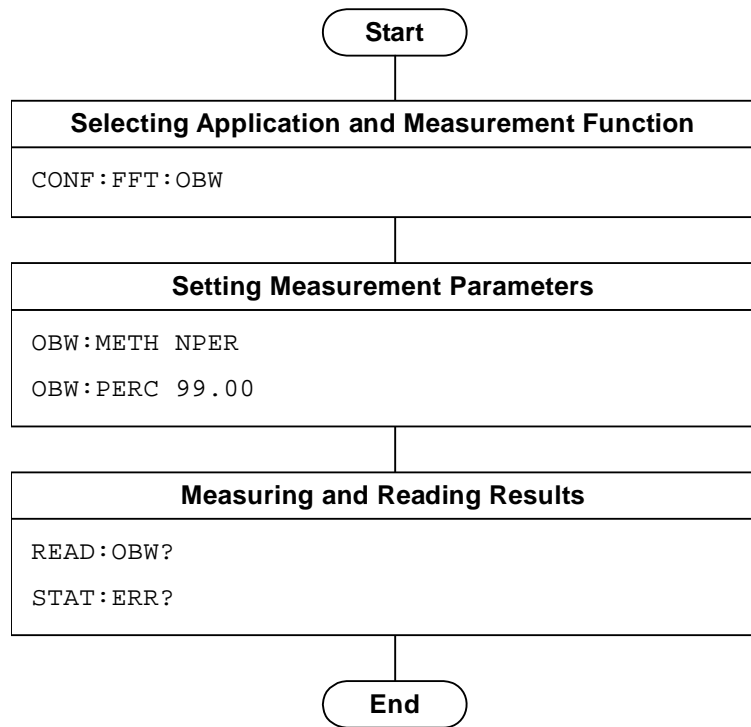 Start
Selecting Application and Measurement Function
CONF:FFT:OBW
Setting Measurement Parameters
OBW:METH NPER
OBW:PERC 99.00
Measuring and Reading Results
READ:OBW?
STAT:ERR?
End